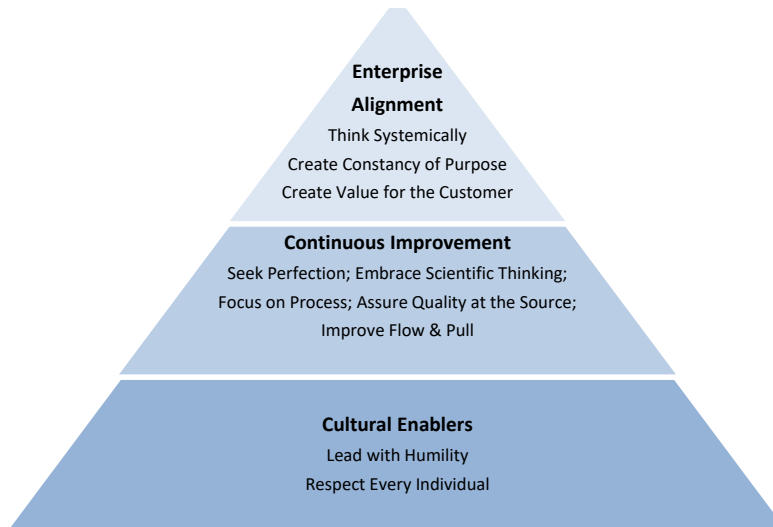 Enterprise
Alignment
Think Systemically
Create Constancy of Purpose
Create Value for the Customer
Continuous Improvement
Seek Perfection; Embrace Scientific Thinking;
Focus on Process; Assure Quality at the Source;
Improve Flow & Pull
Cultural Enablers
Lead with Humility
Respect Every Individual